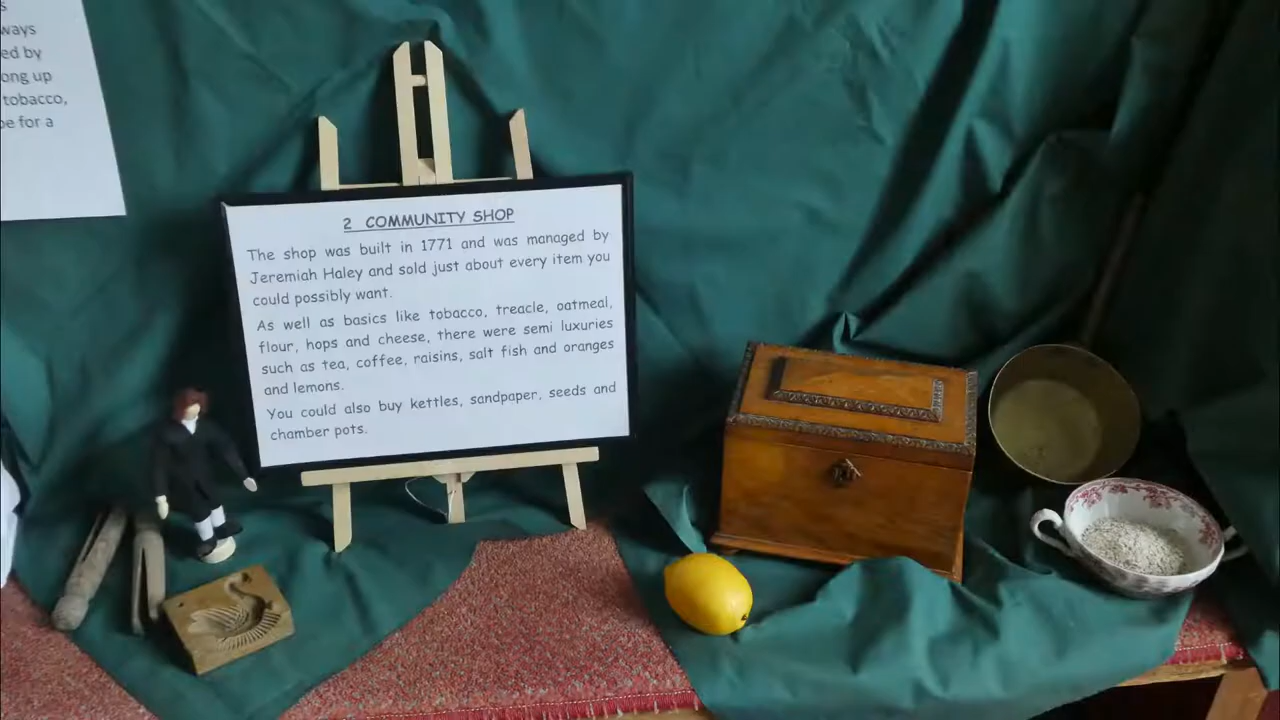 ways
ed by
ong up
tobacco,
be for a
2 COMMUNITY SHOP
The shop was built in 1771 and was managed by
Jeremiah Haley and sold just about every item you
could possibly want.
As well as basics like tobacco, treacle, oatmeal,
flour, hops and cheese, there were semi luxuries
such as tea, coffee, raisins, salt fish and oranges
and lemons.
You could also buy kettles, sandpaper, seeds and
chamber pots.